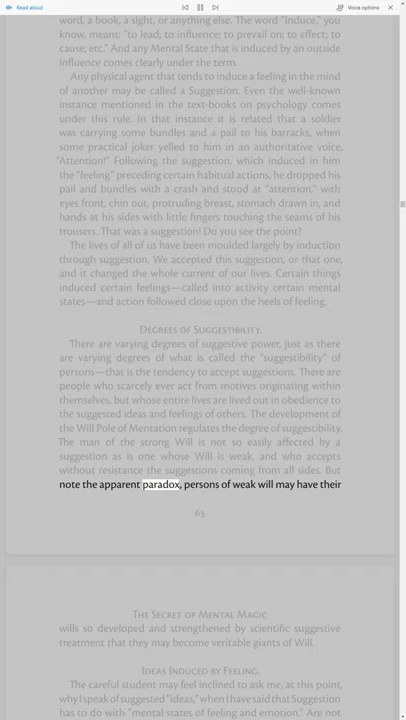 Read aloud
Voice options
word, a book, a sight, or anything else. The word "Induce," you
know, means: "to lead; to influence; to prevail on; to effect; to
cause; etc." And any Mental State that is induced by an outside
influence comes clearly under the term.
Any physical agent that tends to induce a feeling in the mind
of another may be called a Suggestion. Even the well-known
instance mentioned in the text-books on psychology comes
under this rule. In that instance it is related that a soldier
was carrying some bundles and a pail to his barracks, when
some practical joker yelled to him in an authoritative voice,
"Attention!" Following the suggestion, which induced in him
the "feeling" preceding certain habitual actions, he dropped his
pail and bundles with a crash and stood at "attention," with
eyes front, chin out, protruding breast, stomach drawn in, and
hands at his sides with little fingers touching the seams of his
trousers. That was a suggestion! Do you see the point?
The lives of all of us have been moulded largely by induction
through suggestion. We accepted this suggestion, or that one,
and it changed the whole current of our lives. Certain things
induced certain feelings—called into activity certain mental
states—and action followed close upon the heels of feeling.
Degrees of Suggestibility.
There are varying degrees of suggestive power, just as there
are varying degrees of what is called the "suggestibility" of
persons—that is the tendency to accept suggestions. There are
people who scarcely ever act from motives originating within
themselves, but whose entire lives are lived out in obedience to
the suggested ideas and feelings of others. The development of
the Will Pole of Mentation regulates the degree of suggestibility.
The man of the strong Will is not so easily affected by a
suggestion as is one whose Will is weak, and who accepts
without resistance the suggestions coming from all sides. But
note the apparent paradox, persons of weak will may have their
63
The Secret of Mental Magic
wills so developed and strengthened by scientific suggestive
treatment that they may become veritable giants of Will.
Ideas Induced by Feeling.
The careful student may feel inclined to ask me, at this point,
why I speak of suggested "ideas," when I have said that Suggestion
has to do with "mental states of feeling and emotion." Are not